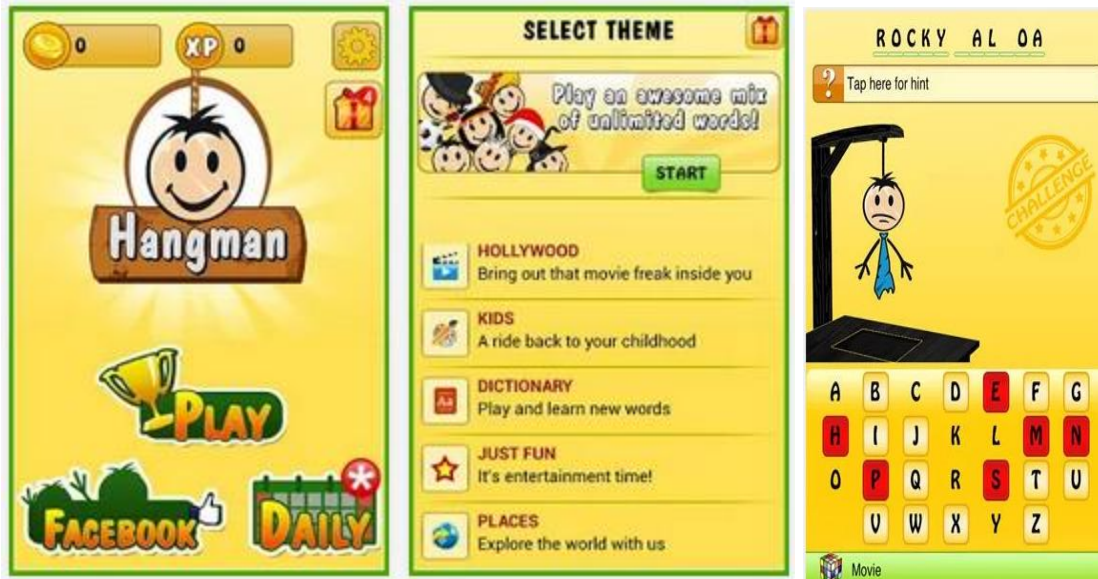 0
XP 0
4
Hangman
PLAY
FACEBOOK
DAILY
SELECT THEME
Play an awesome mix
of unlimited words!
START
HOLLYWOOD
Bring out that movie freak inside you
KIDS
A ride back to your childhood
DICTIONARY
Aa
Play and learn new words
JUST FUN
It's entertainment time!
PLACES
Explore the world with us
ROCKY AL OA
? Tap here for hint
CHALLENGE
A B C D E F G
H I J K L M N
O P Q R S T U
V W X Y Z
Movie